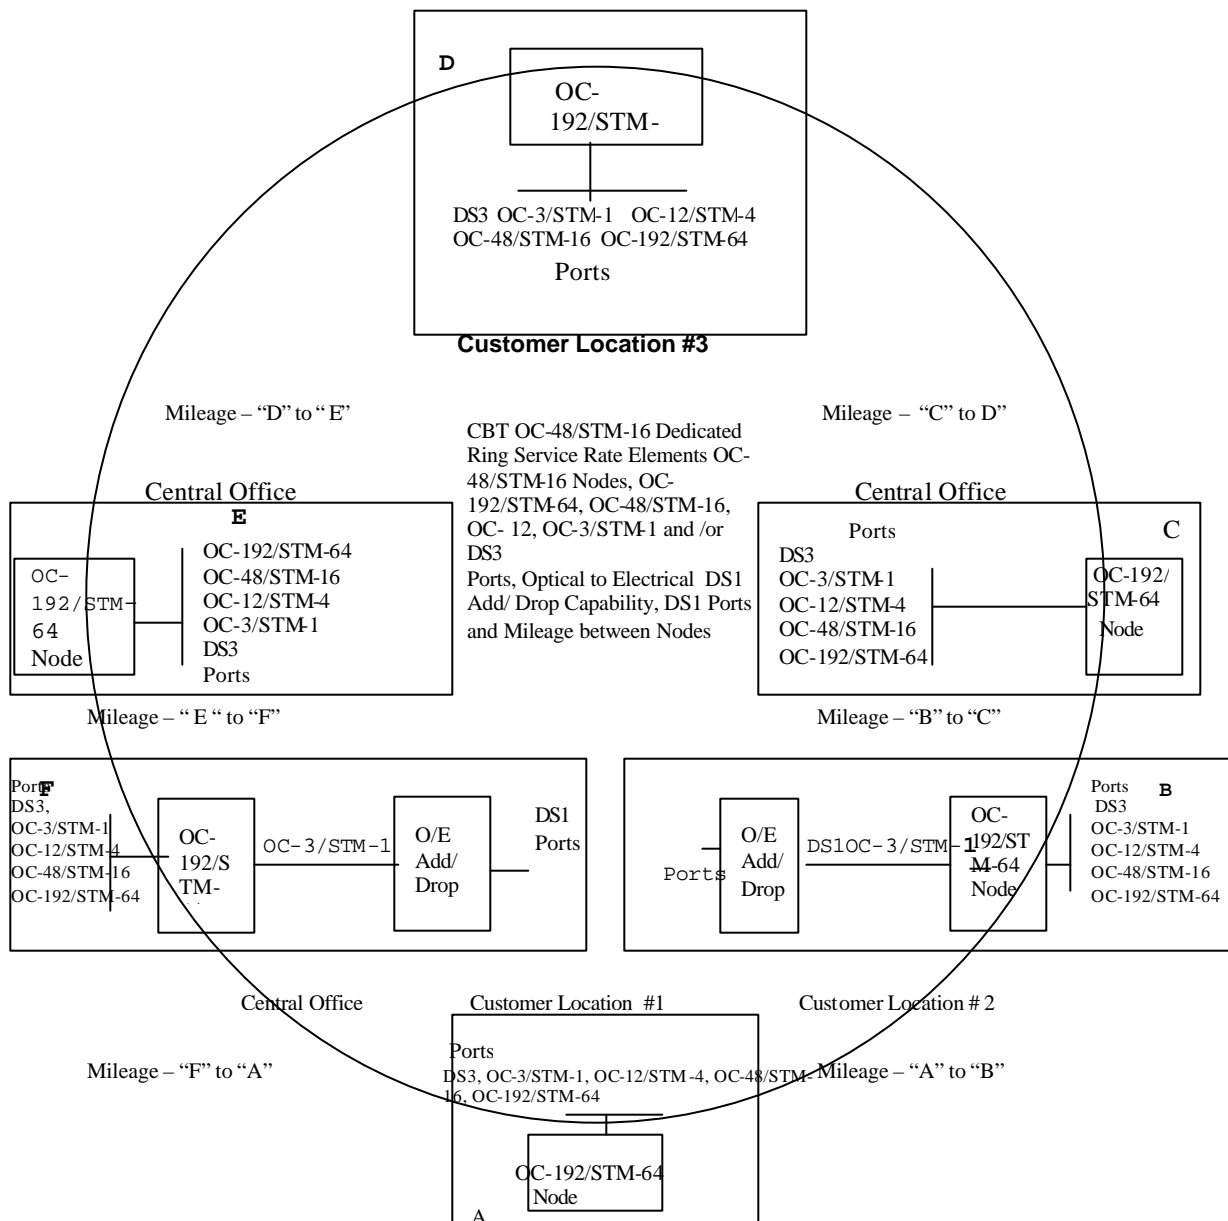 D
OC-
192/STM-
DS3 OC-3/STM-1 OC-12/STM-4
OC-48/STM-16 OC-192/STM-64
Ports
Customer Location #3
Mileage – “D” to “ E”
Mileage – “C” to D”
CBT OC-48/STM-16 Dedicated
Ring Service Rate Elements OC-
48/STM-16 Nodes, OC-
192/STM-64, OC-48/STM-16,
OC- 12, OC-3/STM-1 and /or
DS3
Ports, Optical to Electrical DS1
Add/ Drop Capability, DS1 Ports
and Mileage between Nodes
Central Office
E
OC-
192/STM-
64
Node
OC-192/STM-64
OC-48/STM-16
OC-12/STM-4
OC-3/STM-1
DS3
Ports
Central Office
Ports
C
DS3
OC-3/STM-1
OC-12/STM-4
OC-48/STM-16
OC-192/STM-64
OC-192/
STM-64
Node
Mileage – “ E “ to “F”
Mileage – “B” to “C”
Ports
F
DS3,
OC-3/STM-1
OC-12/STM-4
OC-48/STM-16
OC-192/STM-64
OC-
192/S
TM-
OC-3/STM-1
O/E
Add/
Drop
DS1
Ports
Ports
O/E
Add/
Drop
DS1OC-3/STM-1
OC-
192/ST
M-64
Node
Ports
B
DS3
OC-3/STM-1
OC-12/STM-4
OC-48/STM-16
OC-192/STM-64
Central Office
Customer Location #1
Customer Location # 2
Mileage – “F” to “A”
Mileage – “A” to “B”
Ports
DS3, OC-3/STM-1, OC-12/STM-4, OC-48/STM-
16, OC-192/STM-64
OC-192/STM-64
Node
A